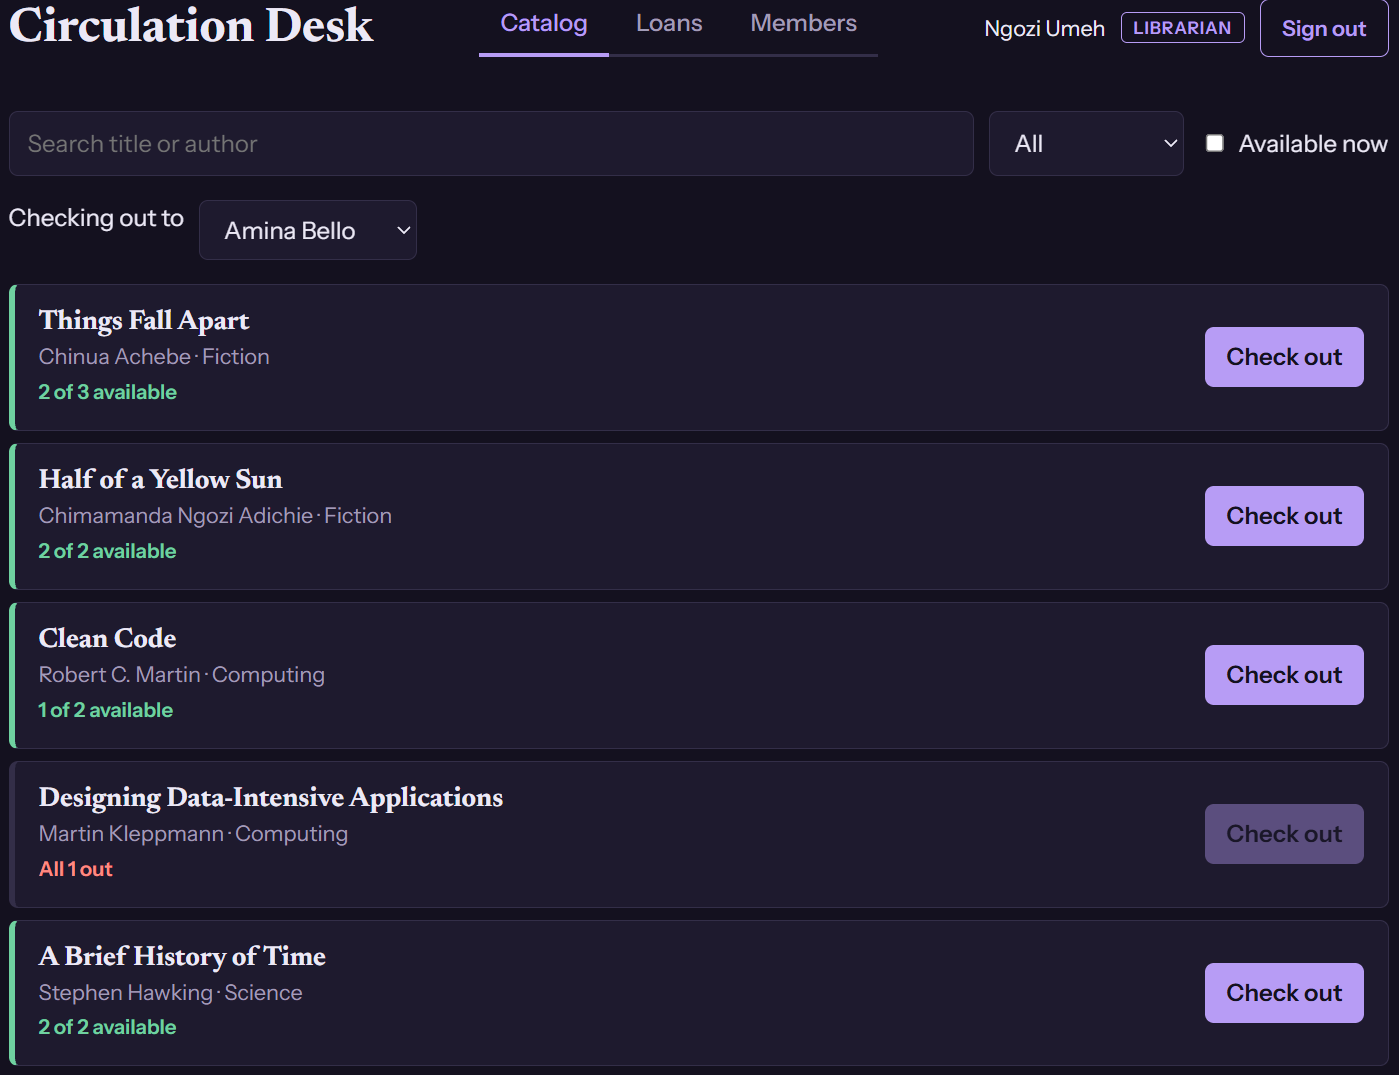 Circulation Desk
Catalog Loans Members
Ngozi Umeh LIBRARIAN Sign out
Search title or author
All
Available now
Checking out to Amina Bello
Things Fall Apart
Chinua Achebe · Fiction
2 of 3 available
Check out
Half of a Yellow Sun
Chimamanda Ngozi Adichie · Fiction
2 of 2 available
Check out
Clean Code
Robert C. Martin · Computing
1 of 2 available
Check out
Designing Data-Intensive Applications
Martin Kleppmann · Computing
All 1 out
Check out
A Brief History of Time
Stephen Hawking · Science
2 of 2 available
Check out